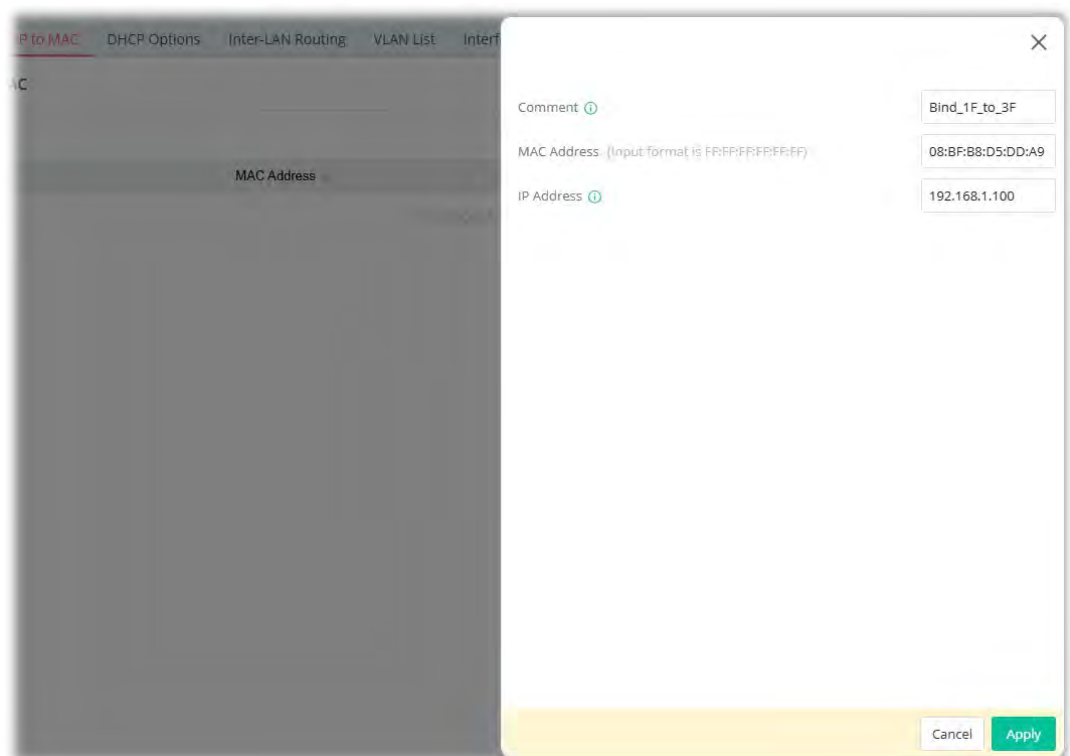 P to MAC DHCP Options Inter-LAN Routing VLAN List Interf
AC
Comment
Bind_1F_to_3F
MAC Address (Input format is FF:FF:FF:FF:FF:FF)
08:BF:B8:D5:DD:A9
MAC Address
IP Address
192.168.1.100
Cancel Apply